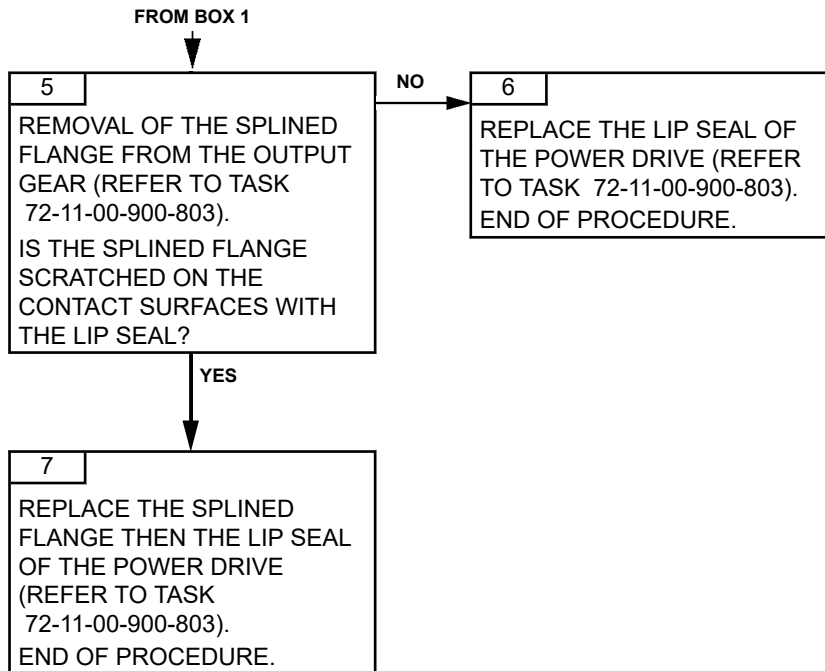 FROM BOX 1
5
REMOVAL OF THE SPLINED
FLANGE FROM THE OUTPUT
GEAR (REFER TO TASK
72-11-00-900-803).
IS THE SPLINED FLANGE
SCRATCHED ON THE
CONTACT SURFACES WITH
THE LIP SEAL?
NO
6
REPLACE THE LIP SEAL OF
THE POWER DRIVE (REFER
TO TASK 72-11-00-900-803).
END OF PROCEDURE.
YES
7
REPLACE THE SPLINED
FLANGE THEN THE LIP SEAL
OF THE POWER DRIVE
(REFER TO TASK
72-11-00-900-803).
END OF PROCEDURE.